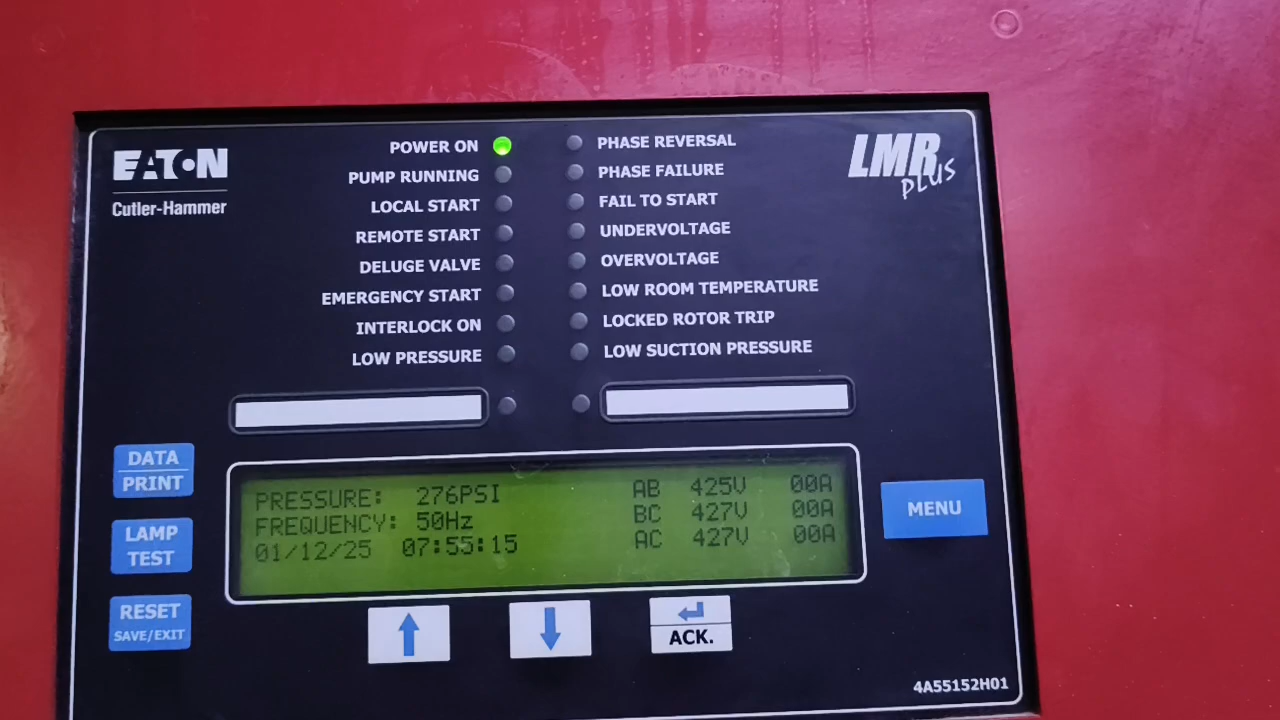 EATON
Cutler-Hammer
LMR
PLUS
POWER ON
PUMP RUNNING
LOCAL START
REMOTE START
DELUGE VALVE
EMERGENCY START
INTERLOCK ON
LOW PRESSURE
PHASE REVERSAL
PHASE FAILURE
FAIL TO START
UNDERVOLTAGE
OVERVOLTAGE
LOW ROOM TEMPERATURE
LOCKED ROTOR TRIP
LOW SUCTION PRESSURE
DATA
PRINT
LAMP
TEST
RESET
SAVE/EXIT
PRESSURE: 276PSI AB 425V 00A
FREQUENCY: 50Hz BC 427V 00A
01/12/25 07:55:15 AC 427V 00A
MENU
ACK.
4A55152H01